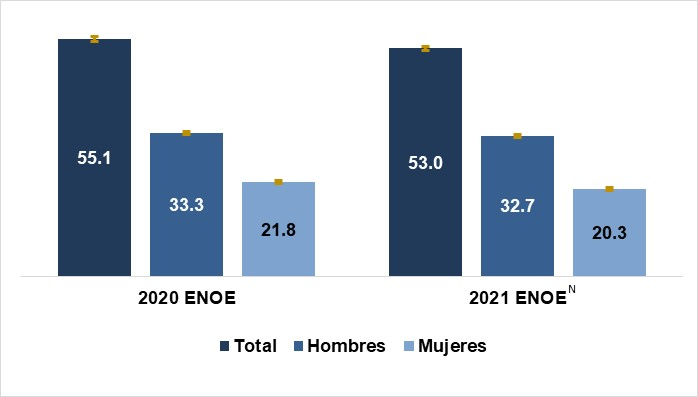 55.1
33.3
21.8
53.0
32.7
20.3
2020 ENOE
2021 ENOE^N
Total Hombres Mujeres